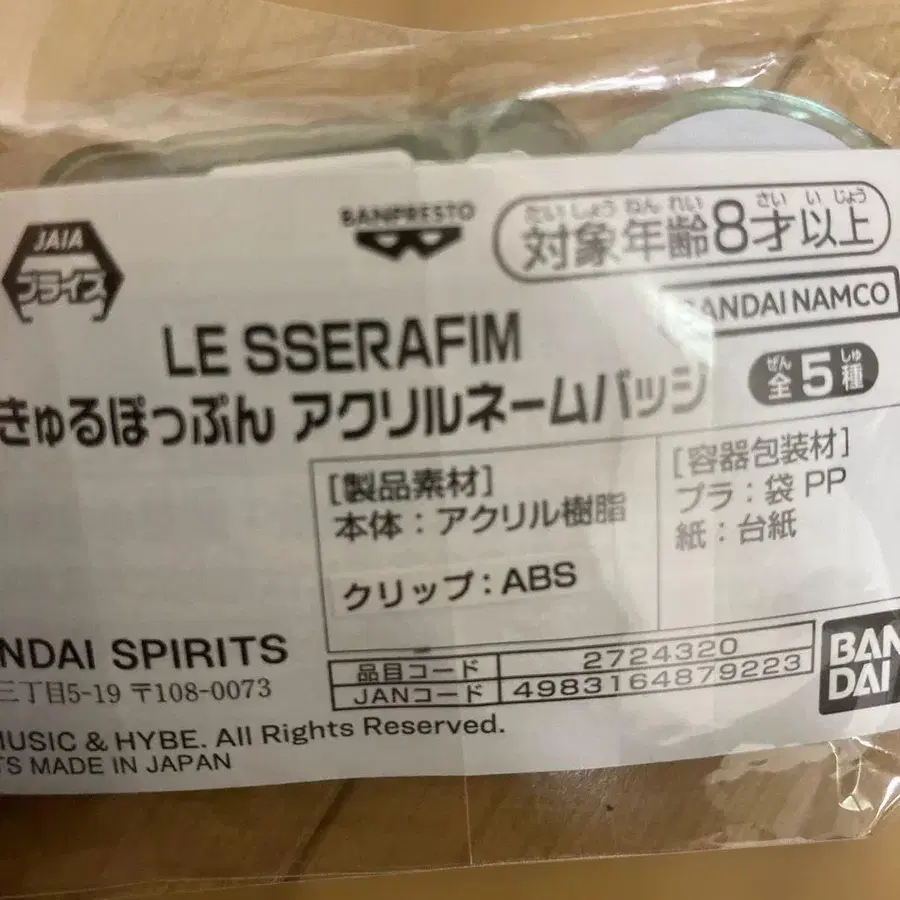 JAIA
プライズ
BANPRESTO
たいしょうねんれい さいいじょう
対象年齢8才以上
BANDAI NAMCO
LE SSERAFIM
きゅるぽっぷん アクリルネームバッジ
ぜん しゅ
全5種
[製品素材]
本体：アクリル樹脂
クリップ：ABS
[容器包装材]
プラ：袋 PP
紙：台紙
NDAI SPIRITS
三丁目5-19 〒108-0073
品目コード 2724320
JANコード 4983164879223
BAN
DAI
MUSIC & HYBE. All Rights Reserved.
TS MADE IN JAPAN